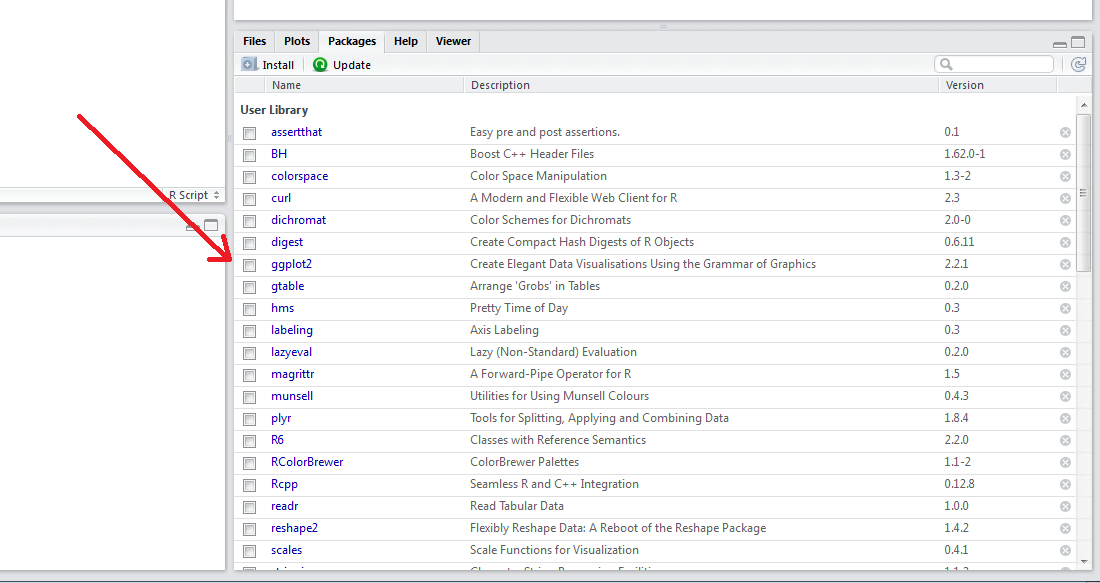 Files Plots Packages Help Viewer
Install Update
Name Description Version
User Library
assertthat Easy pre and post assertions. 0.1
BH Boost C++ Header Files 1.62.0-1
colorspace Color Space Manipulation 1.3-2
R Script
curl A Modern and Flexible Web Client for R 2.3
dichromat Color Schemes for Dichromats 2.0-0
digest Create Compact Hash Digests of R Objects 0.6.11
ggplot2 Create Elegant Data Visualisations Using the Grammar of Graphics 2.2.1
gtable Arrange 'Grobs' in Tables 0.2.0
hms Pretty Time of Day 0.3
labeling Axis Labeling 0.3
lazyeval Lazy (Non-Standard) Evaluation 0.2.0
magrittr A Forward-Pipe Operator for R 1.5
munsell Utilities for Using Munsell Colours 0.4.3
plyr Tools for Splitting, Applying and Combining Data 1.8.4
R6 Classes with Reference Semantics 2.2.0
RColorBrewer ColorBrewer Palettes 1.1-2
Rcpp Seamless R and C++ Integration 0.12.8
readr Read Tabular Data 1.0.0
reshape2 Flexibly Reshape Data: A Reboot of the Reshape Package 1.4.2
scales Scale Functions for Visualization 0.4.1